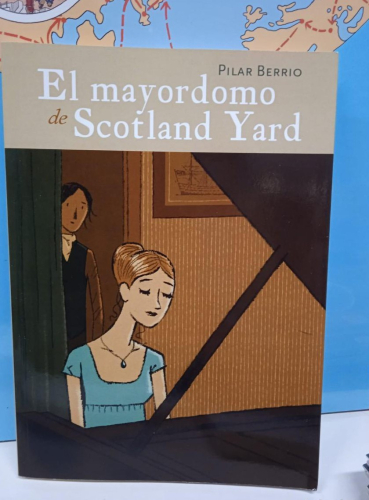 PILAR BERRIO
El mayordomo
de Scotland Yard